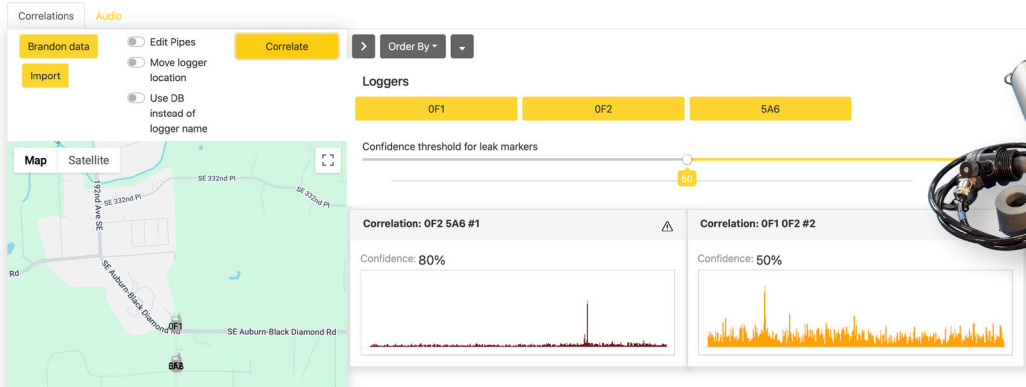 Correlations Audio
Brandon data
Import
Edit Pipes
Move logger
location
Use DB
instead of
logger name
Correlate
Order By
Loggers
0F1 0F2 5A6
Confidence threshold for leak markers
50
Map Satellite
SE 332nd Pl
SE 332nd Pl
SE 332nd Pl
192nd Ave SE
Rd
SE Auburn-Black Diamond Rd
0F1
SE Auburn-Black Diamond Rd
Correlation: 0F2 5A6 #1
Confidence: 80%
Correlation: 0F1 0F2 #2
Confidence: 50%